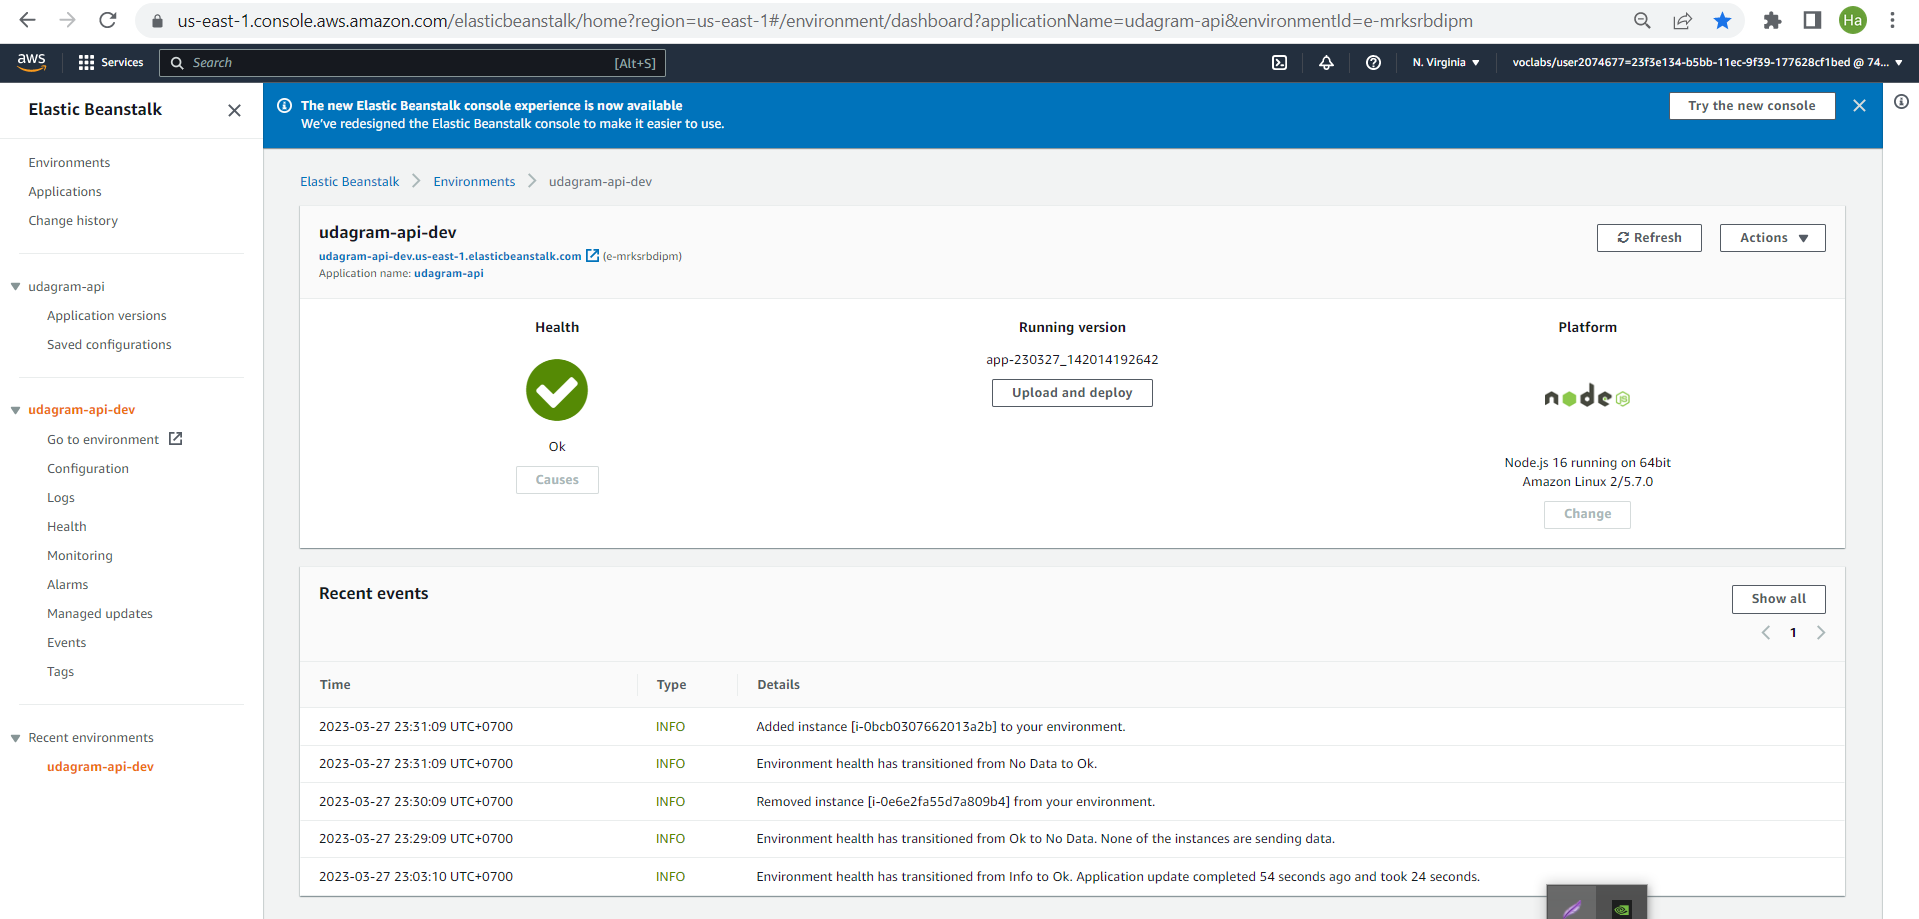 us-east-1.console.aws.amazon.com/elasticbeanstalk/home?region=us-east-1#/environment/dashboard?applicationName=udagram-api&environmentId=e-mrksrbdipm
Ha
aws
Services
Search
[Alt+S]
N. Virginia
voclabs/user2074677=23f3e134-b5bb-11ec-9f39-177628cf1bed @ 74...
Elastic Beanstalk
Environments
Applications
Change history
udagram-api
Application versions
Saved configurations
udagram-api-dev
Go to environment
Configuration
Logs
Health
Monitoring
Alarms
Managed updates
Events
Tags
Recent environments
udagram-api-dev
The new Elastic Beanstalk console experience is now available
We've redesigned the Elastic Beanstalk console to make it easier to use.
Try the new console
Elastic Beanstalk
Environments
udagram-api-dev
udagram-api-dev
udagram-api-dev.us-east-1.elasticbeanstalk.com (e-mrksrbdipm)
Application name: udagram-api
Refresh
Actions
Health
Ok
Causes
Running version
app-230327_142014192642
Upload and deploy
Platform
node
JS
Node.js 16 running on 64bit
Amazon Linux 2/5.7.0
Change
Recent events
Show all
1
Time Type Details
2023-03-27 23:31:09 UTC+0700 INFO Added instance [i-0bcb0307662013a2b] to your environment.
2023-03-27 23:31:09 UTC+0700 INFO Environment health has transitioned from No Data to Ok.
2023-03-27 23:30:09 UTC+0700 INFO Removed instance [i-0e6e2fa55d7a809b4] from your environment.
2023-03-27 23:29:09 UTC+0700 INFO Environment health has transitioned from Ok to No Data. None of the instances are sending data.
2023-03-27 23:03:10 UTC+0700 INFO Environment health has transitioned from Info to Ok. Application update completed 54 seconds ago and took 24 seconds.